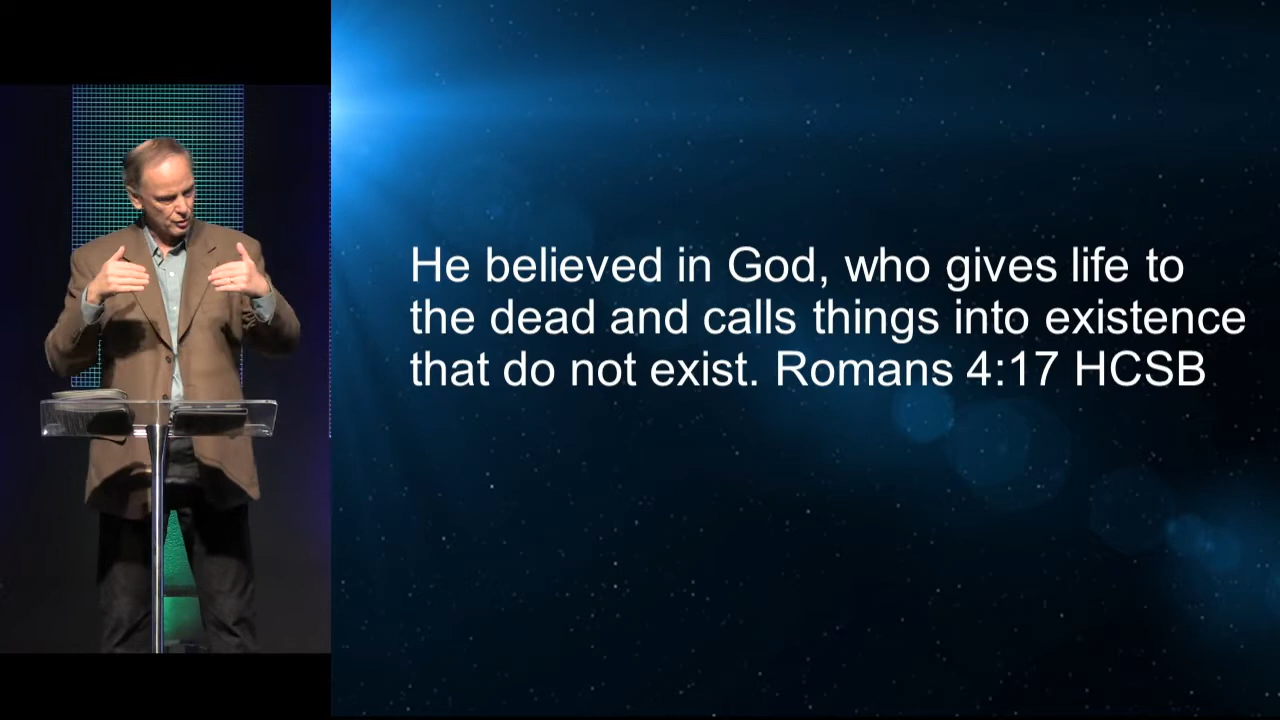 He believed in God, who gives life to
the dead and calls things into existence
that do not exist. Romans 4:17 HCSB